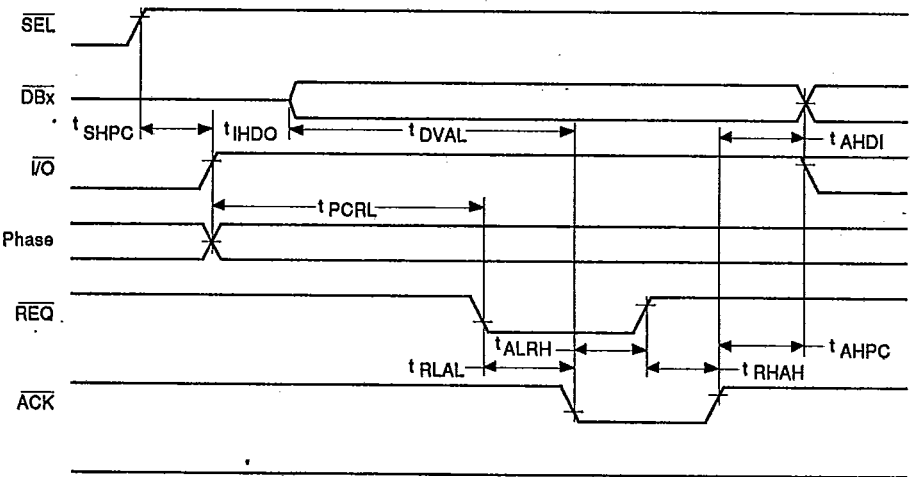 SEL
DBx
t SHPC
t IHDO
t DVAL
t AHDI
I/O
t PCRL
Phase
REQ
t ALRH
t AHPC
t RLAL
t RHAH
ACK